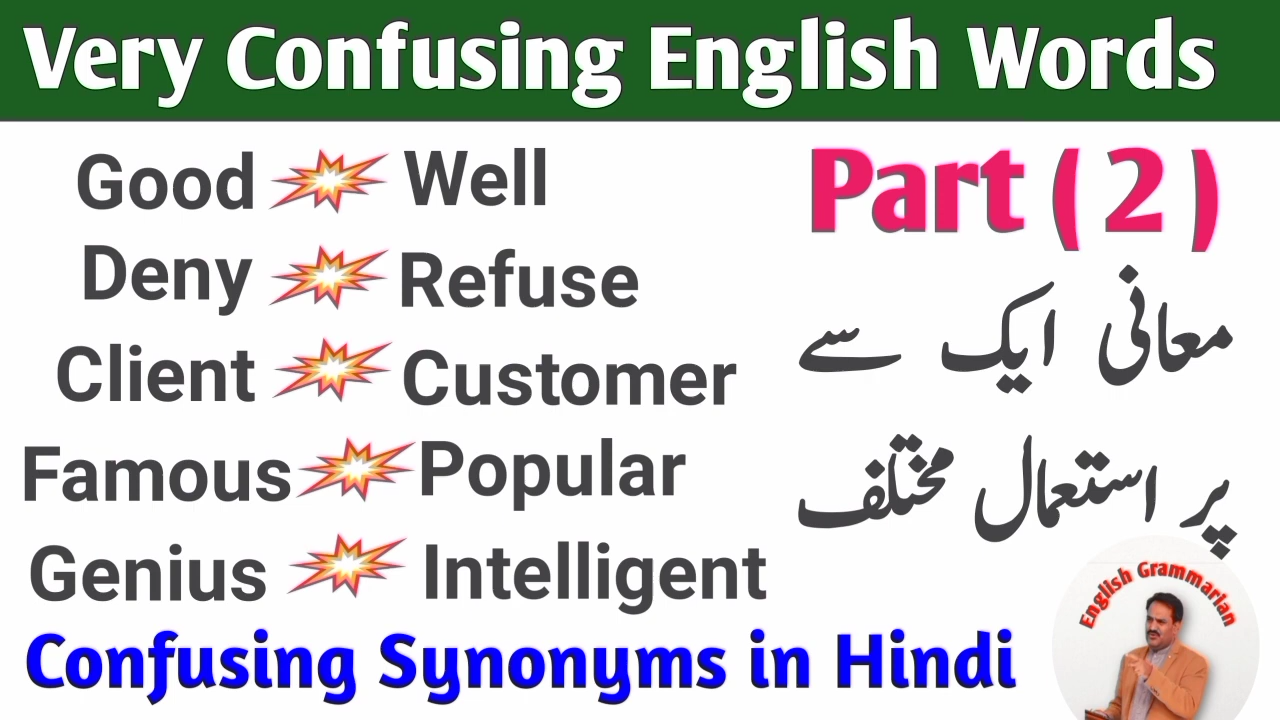 Very Confusing English Words
Good Well
Deny Refuse
Client Customer
Famous Popular
Genius Intelligent
Part ( 2 )
معانی ایک سے
پر استعمال مختلف
English Grammarian
Confusing Synonyms in Hindi